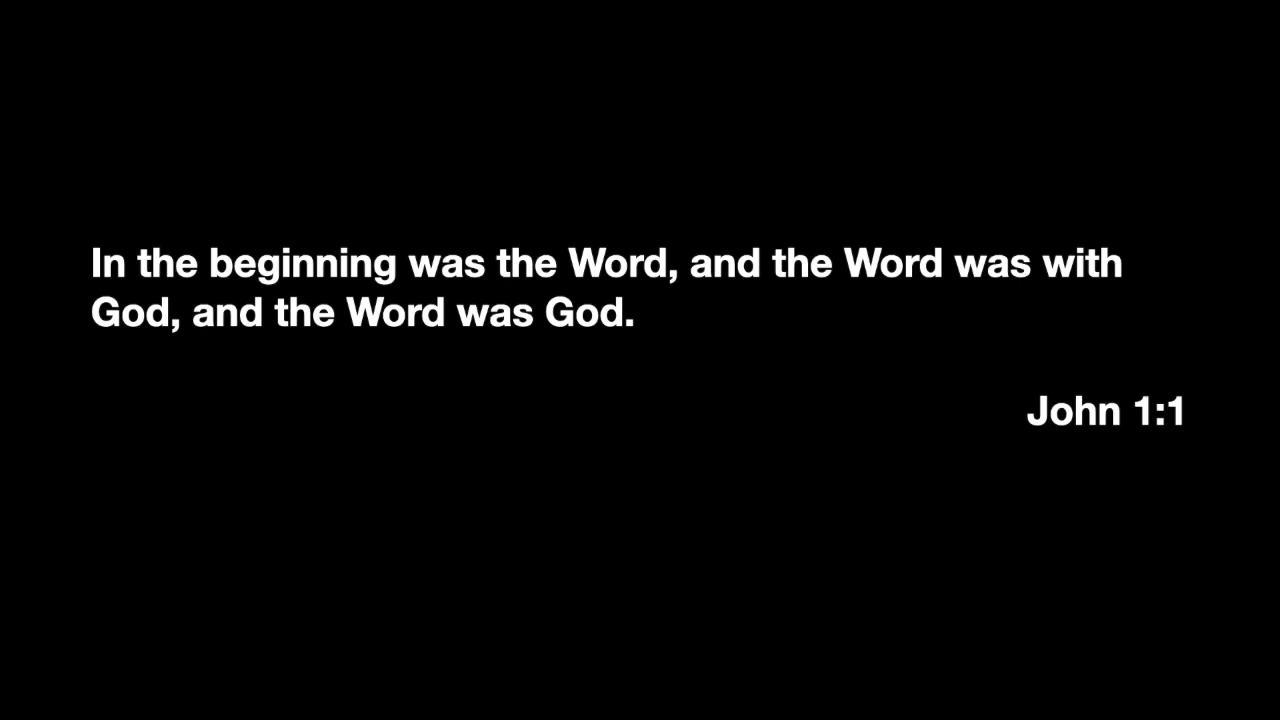 In the beginning was the Word, and the Word was with
God, and the Word was God.
John 1:1